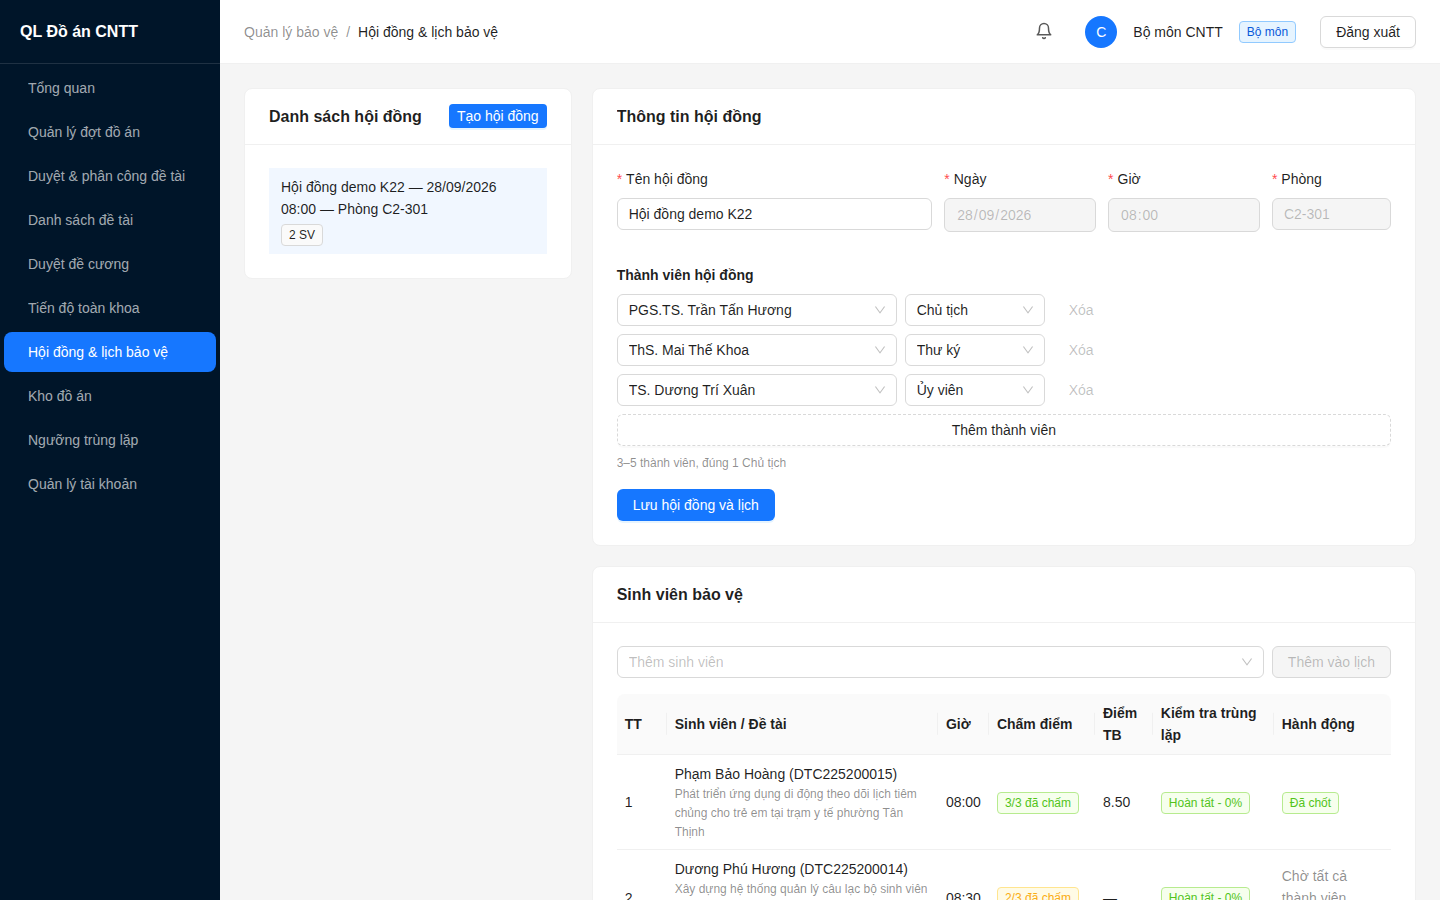 QL Đồ án CNTT
Tổng quan
Quản lý đợt đồ án
Duyệt & phân công đề tài
Danh sách đề tài
Duyệt đề cương
Tiến độ toàn khoa
Hội đồng & lịch bảo vệ
Kho đồ án
Ngưỡng trùng lặp
Quản lý tài khoản
Quản lý bảo vệ / Hội đồng & lịch bảo vệ
C Bộ môn CNTT Bộ môn Đăng xuất
Danh sách hội đồng Tạo hội đồng
Hội đồng demo K22 — 28/09/2026
08:00 — Phòng C2-301
2 SV
Thông tin hội đồng
* Tên hội đồng * Ngày * Giờ * Phòng
Hội đồng demo K22 28/09/2026 08:00 C2-301
Thành viên hội đồng
PGS.TS. Trần Tấn Hương Chủ tịch Xóa
ThS. Mai Thế Khoa Thư ký Xóa
TS. Dương Trí Xuân Ủy viên Xóa
Thêm thành viên
3–5 thành viên, đúng 1 Chủ tịch
Lưu hội đồng và lịch
Sinh viên bảo vệ
Thêm sinh viên Thêm vào lịch
TT Sinh viên / Đề tài Giờ Chấm điểm Điểm TB Kiểm tra trùng lặp Hành động
Phạm Bảo Hoàng (DTC225200015)
Phát triển ứng dụng di động theo dõi lịch tiêm
chủng cho trẻ em tại trạm y tế phường Tân
Thịnh
1 08:00 3/3 đã chấm 8.50 Hoàn tất - 0% Đã chốt
Dương Phú Hương (DTC225200014)
Xây dựng hệ thống quản lý câu lạc bộ sinh viên
2 08:30 2/3 đã chấm — Hoàn tất - 0% Chờ tất cả
thành viên